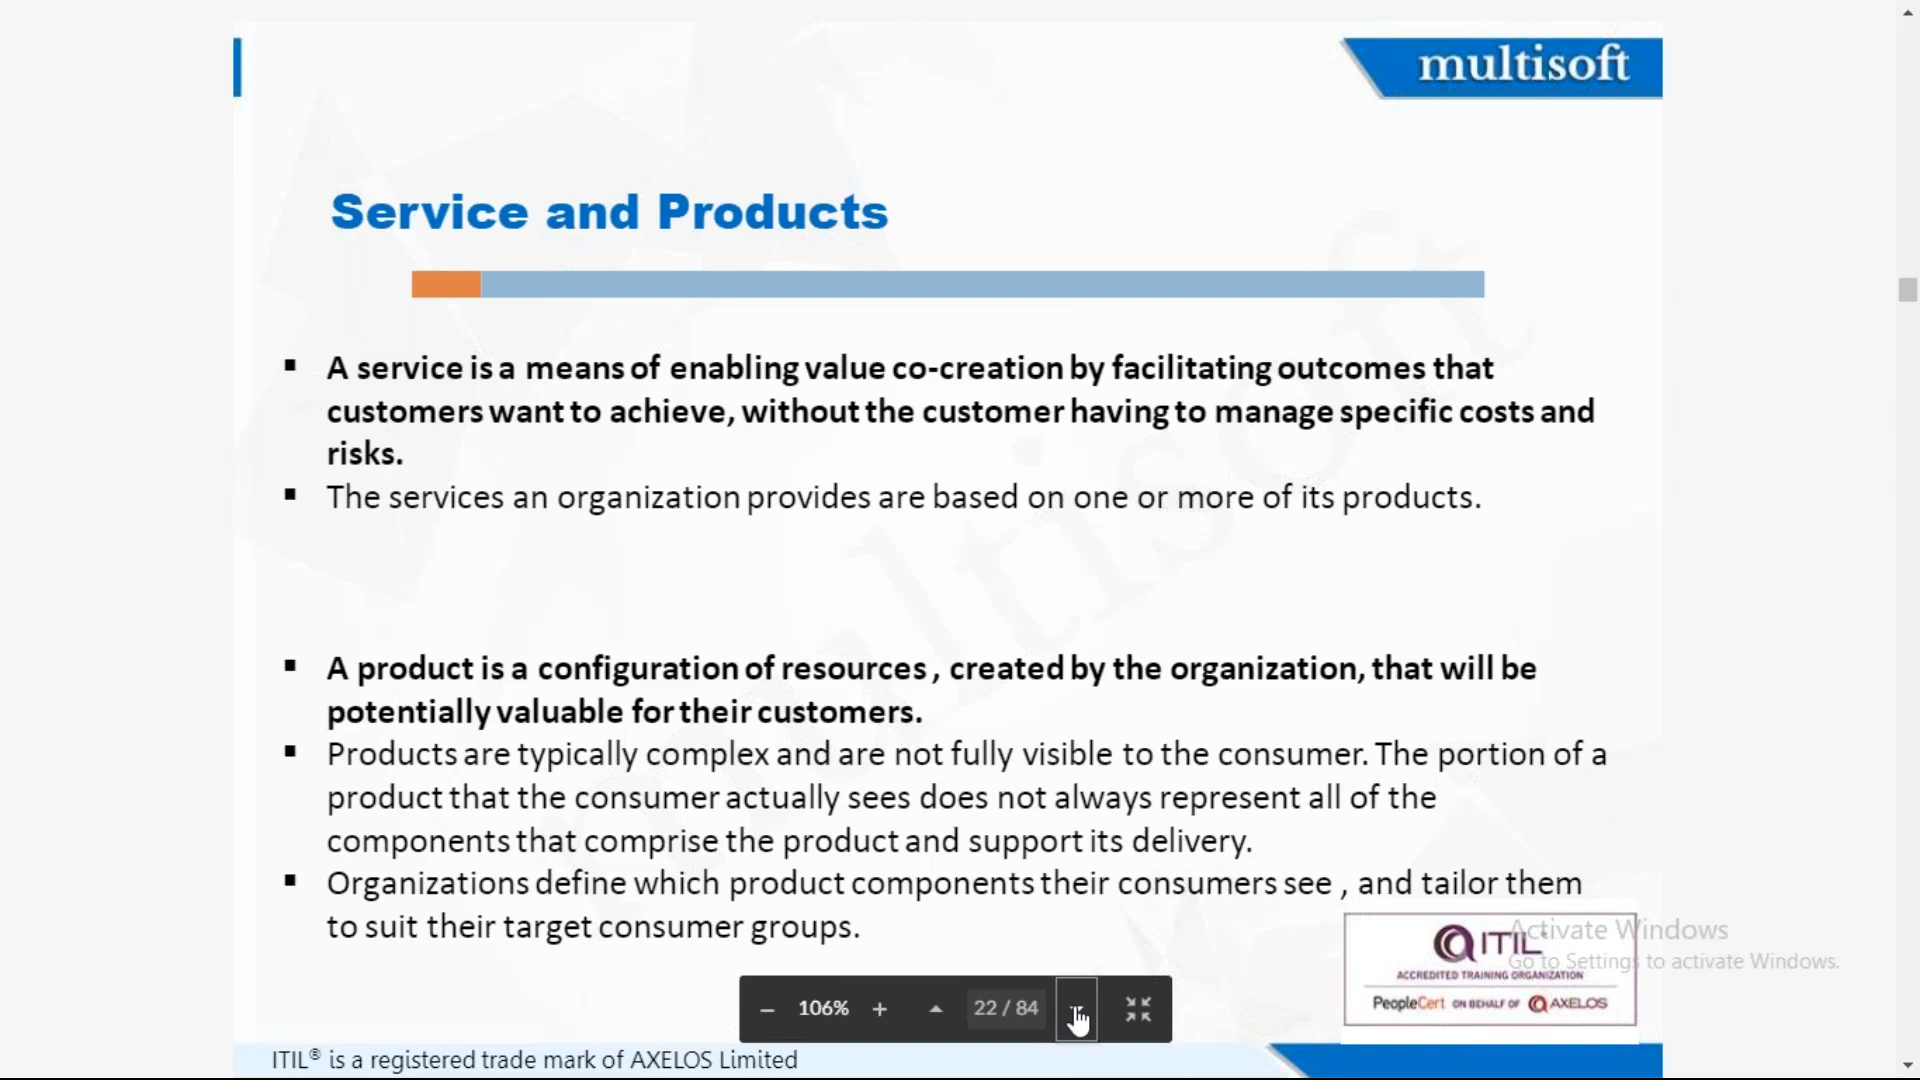 multisoft
Service and Products
▪ A service is a means of enabling value co-creation by facilitating outcomes that
customers want to achieve, without the customer having to manage specific costs and
risks.
▪ The services an organization provides are based on one or more of its products.
▪ A product is a configuration of resources, created by the organization, that will be
potentially valuable for their customers.
▪ Products are typically complex and are not fully visible to the consumer. The portion of a
product that the consumer actually sees does not always represent all of the
components that comprise the product and support its delivery.
▪ Organizations define which product components their consumers see , and tailor them
to suit their target consumer groups.
multisoft
ITIL
ACCREDITED TRAINING ORGANIZATION
PeopleCert ON BEHALF OF AXELOS
Activate Windows
Go to Settings to activate Windows.
106% 22 / 84
ITIL® is a registered trade mark of AXELOS Limited